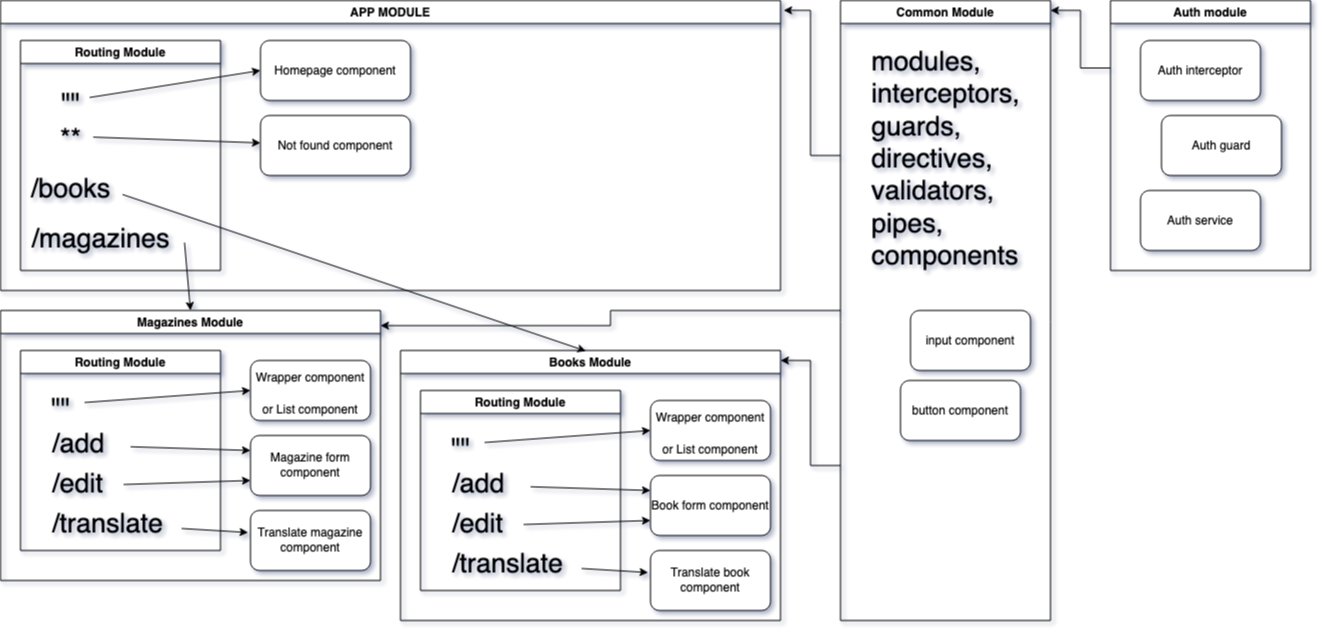 APP MODULE
Routing Module
""
**
/books
/magazines
Homepage component
Not found component
Magazines Module
Routing Module
""
/add
/edit
/translate
Wrapper component
or List component
Magazine form
component
Translate magazine
component
Books Module
Routing Module
""
/add
/edit
/translate
Wrapper component
or List component
Book form component
Translate book
component
Common Module
modules,
interceptors,
guards,
directives,
validators,
pipes,
components
input component
button component
Auth module
Auth interceptor
Auth guard
Auth service